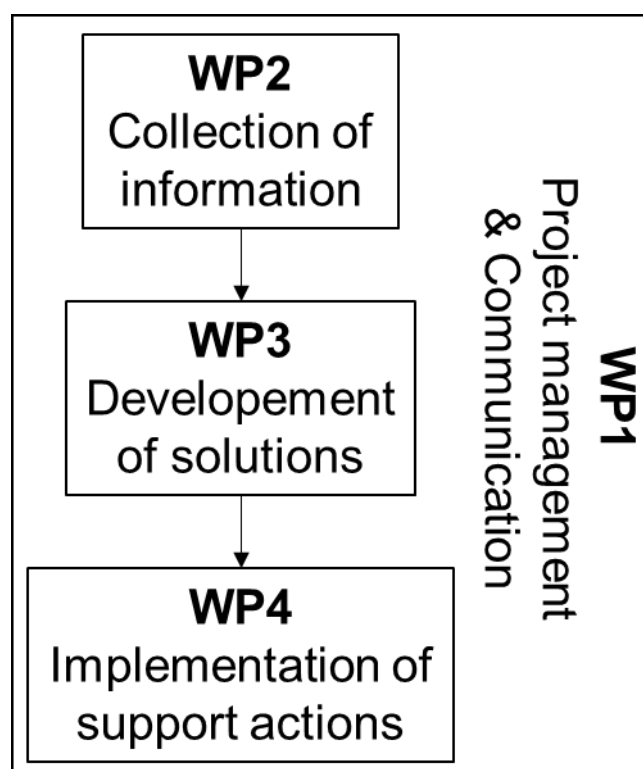 WP2
Collection of
information
WP3
Developement
of solutions
WP4
Implementation of
support actions
WP1
Project management
& Communication